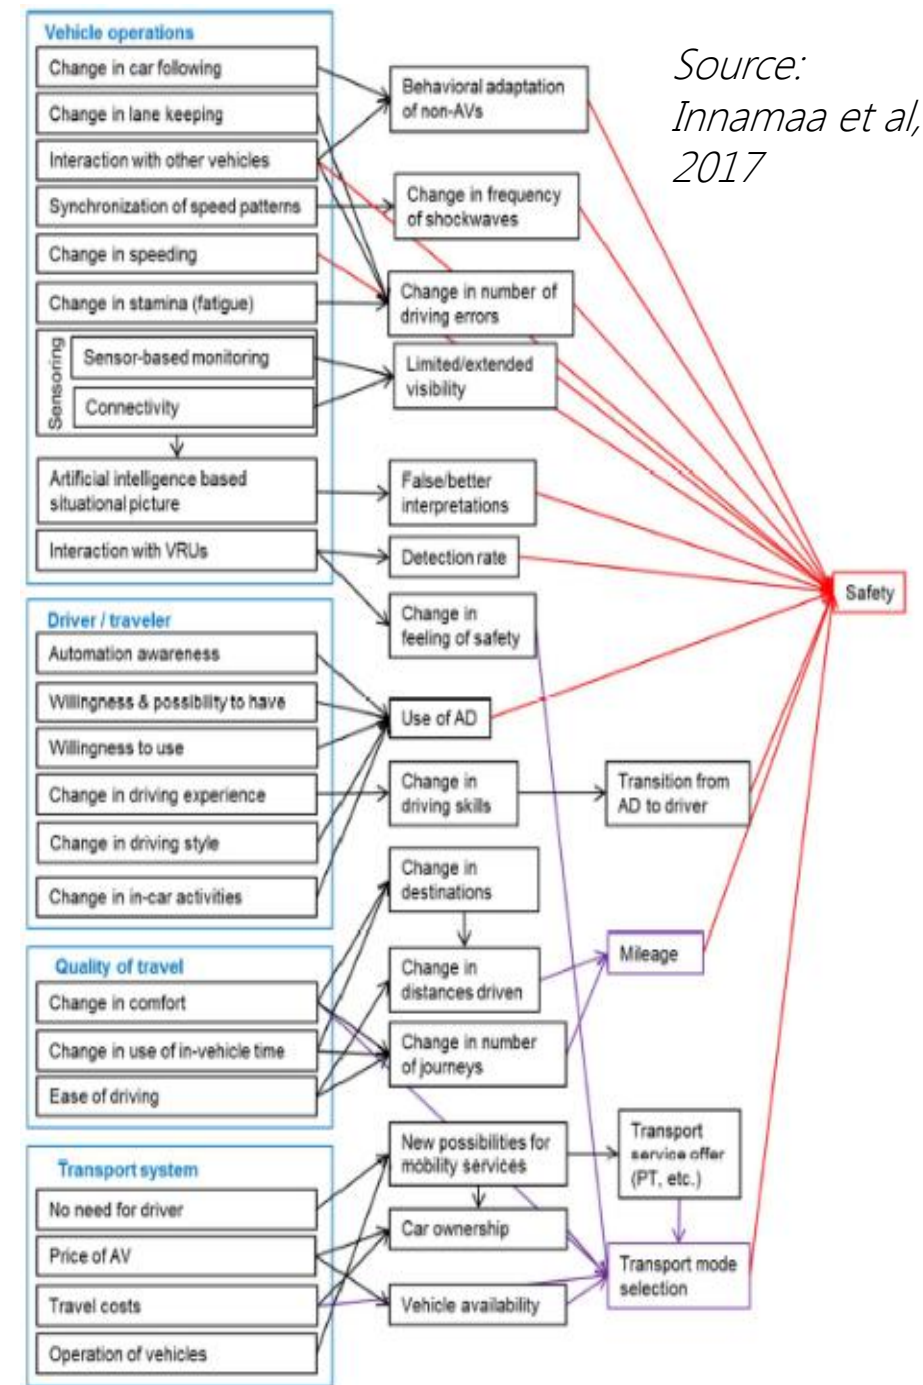 Source:
Innamaa et al,
2017
Vehicle operations
Change in car following
Change in lane keeping
Interaction with other vehicles
Synchronization of speed patterns
Change in speeding
Change in stamina (fatigue)
Sensoring
Sensor-based monitoring
Connectivity
Artificial intelligence based
situational picture
Interaction with VRUs
Behavioral adaptation
of non-AVs
Change in frequency
of shockwaves
Change in number of
driving errors
Limited/extended
visibility
False/better
interpretations
Detection rate
Change in
feeling of safety
Safety
Driver / traveler
Automation awareness
Willingness & possibility to have
Willingness to use
Change in driving experience
Change in driving style
Change in in-car activities
Use of AD
Change in
driving skills
Transition from
AD to driver
Change in
destinations
Quality of travel
Change in comfort
Change in use of in-vehicle time
Ease of driving
Change in
distances driven
Change in number
of journeys
Mileage
Transport system
No need for driver
Price of AV
Travel costs
Operation of vehicles
New possibilities for
mobility services
Car ownership
Vehicle availability
Transport
service offer
(PT, etc.)
Transport mode
selection